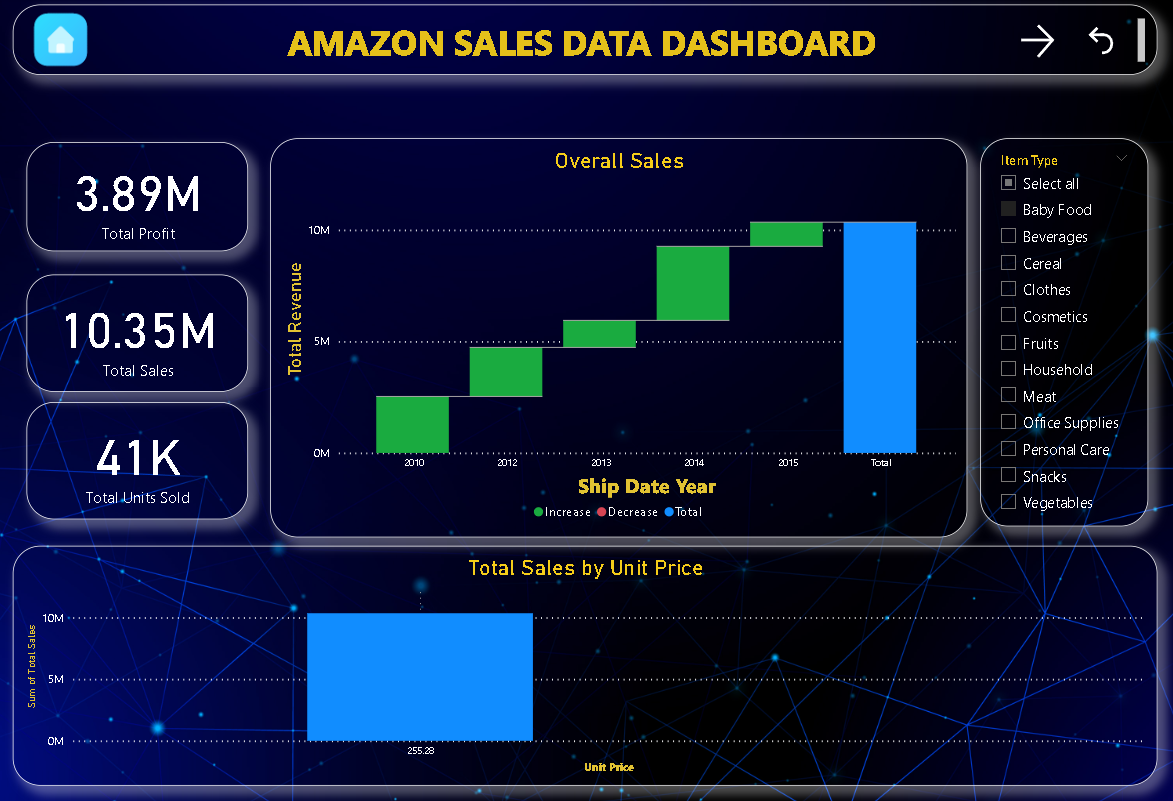 AMAZON SALES DATA DASHBOARD
3.89M
Total Profit
10.35M
Total Sales
41K
Total Units Sold
Overall Sales
Total Revenue
10M
5M
0M
2010
2012
2013
2014
2015
Total
Ship Date Year
Increase
Decrease
Total
Item Type
Select all
Baby Food
Beverages
Cereal
Clothes
Cosmetics
Fruits
Household
Meat
Office Supplies
Personal Care
Snacks
Vegetables
Total Sales by Unit Price
Sum of Total Sales
10M
5M
0M
255.28
Unit Price